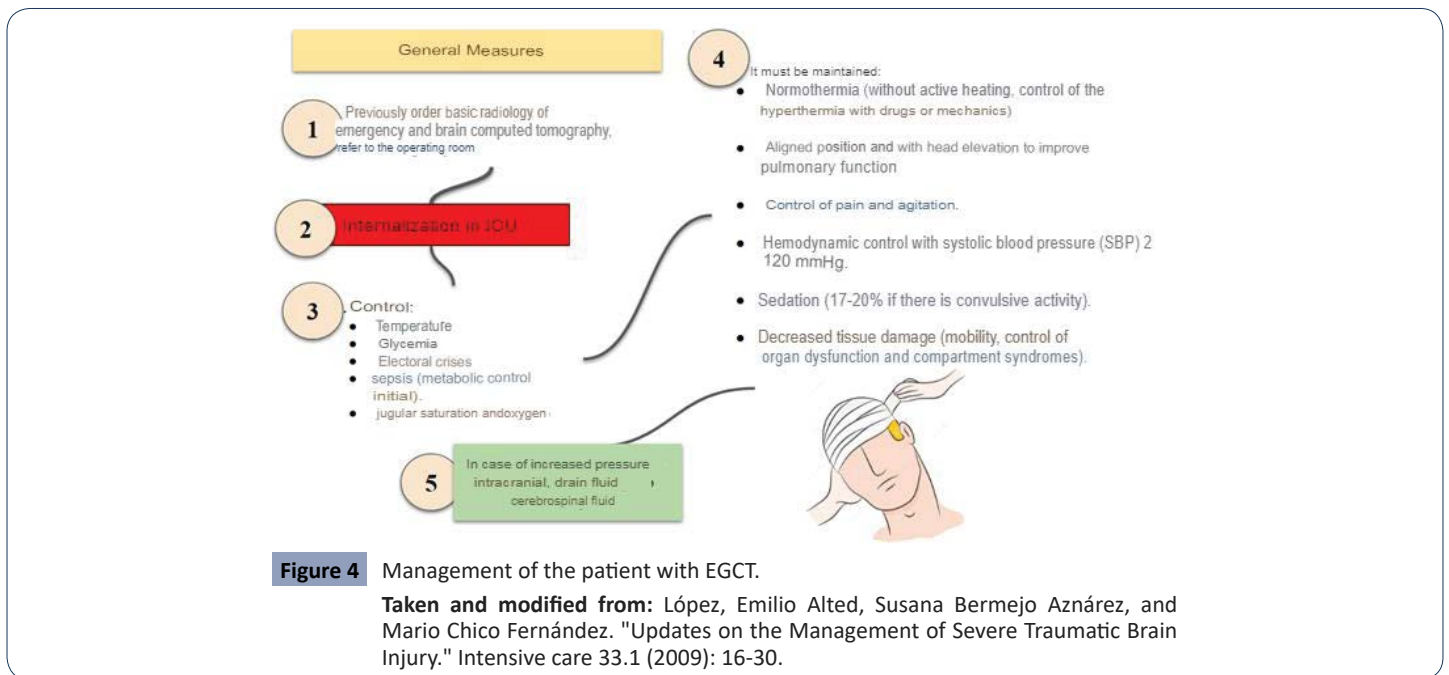 General Measures
1
Previously order basic radiology of
emergency and brain computed tomography,
refer to the operating room
2
Internalization in ICU
3
. Control:
• Temperature
• Glycemia
• Electoral crises
• sepsis (metabolic control
initial).
• jugular saturation andoxygen
4
It must be maintained:
• Normothermia (without active heating, control of the
hyperthermia with drugs or mechanics)
• Aligned position and with head elevation to improve
pulmonary function
• Control of pain and agitation.
• Hemodynamic control with systolic blood pressure (SBP) 2
120 mmHg.
• Sedation (17-20% if there is convulsive activity).
• Decreased tissue damage (mobility, control of
organ dysfunction and compartment syndromes).
5
In case of increased pressure
intracranial, drain fluid
cerebrospinal fluid
Figure 4 Management of the patient with EGCT.
Taken and modified from: López, Emilio Alted, Susana Bermejo Aznárez, and
Mario Chico Fernández. "Updates on the Management of Severe Traumatic Brain
Injury." Intensive care 33.1 (2009): 16-30.